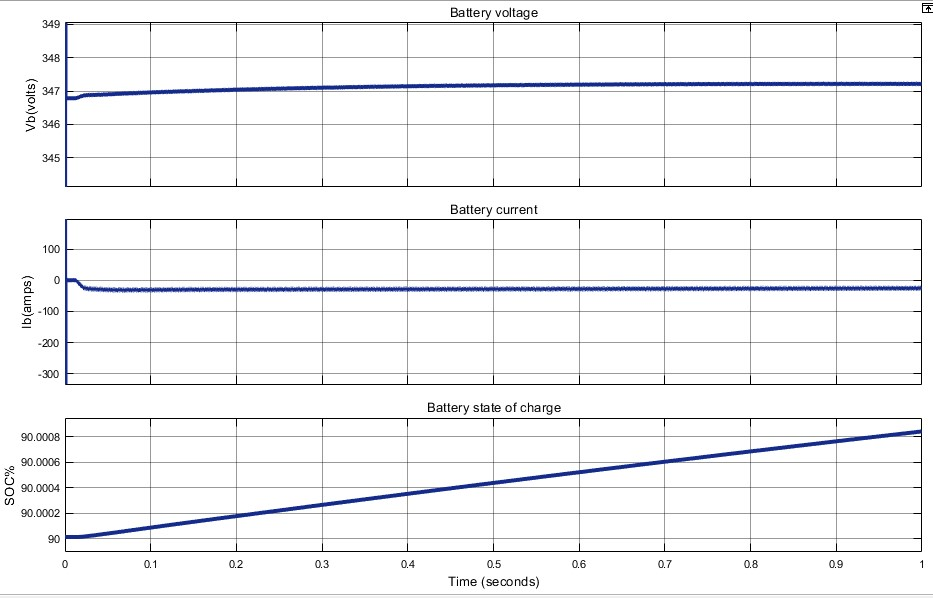 Battery voltage
349
348
347
346
345
Vb(volts)
Battery current
100
0
-100
-200
-300
Ib(amps)
Battery state of charge
90.0008
90.0006
90.0004
90.0002
90
SOC%
0 0.1 0.2 0.3 0.4 0.5 0.6 0.7 0.8 0.9 1
Time (seconds)